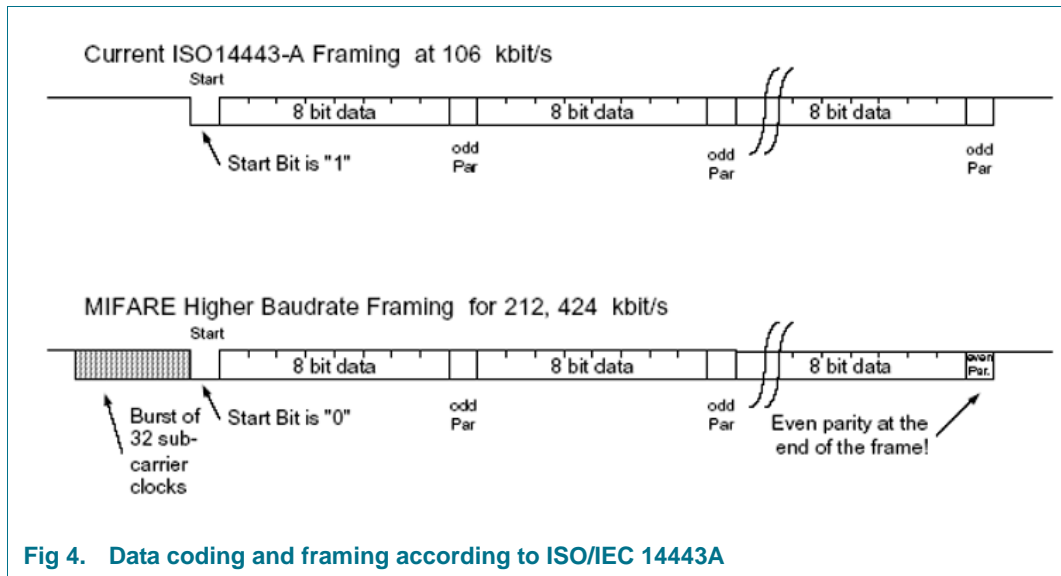 Current ISO14443-A Framing at 106 kbit/s
Start
8 bit data
8 bit data
8 bit data
Start Bit is "1"
odd
Par
odd
Par
odd
Par
MIFARE Higher Baudrate Framing for 212, 424 kbit/s
Start
8 bit data
8 bit data
8 bit data
even
Par.
Burst of
32 sub-
carrier
clocks
Start Bit is "0"
odd
Par
odd
Par
Even parity at the
end of the frame!
Fig 4. Data coding and framing according to ISO/IEC 14443A